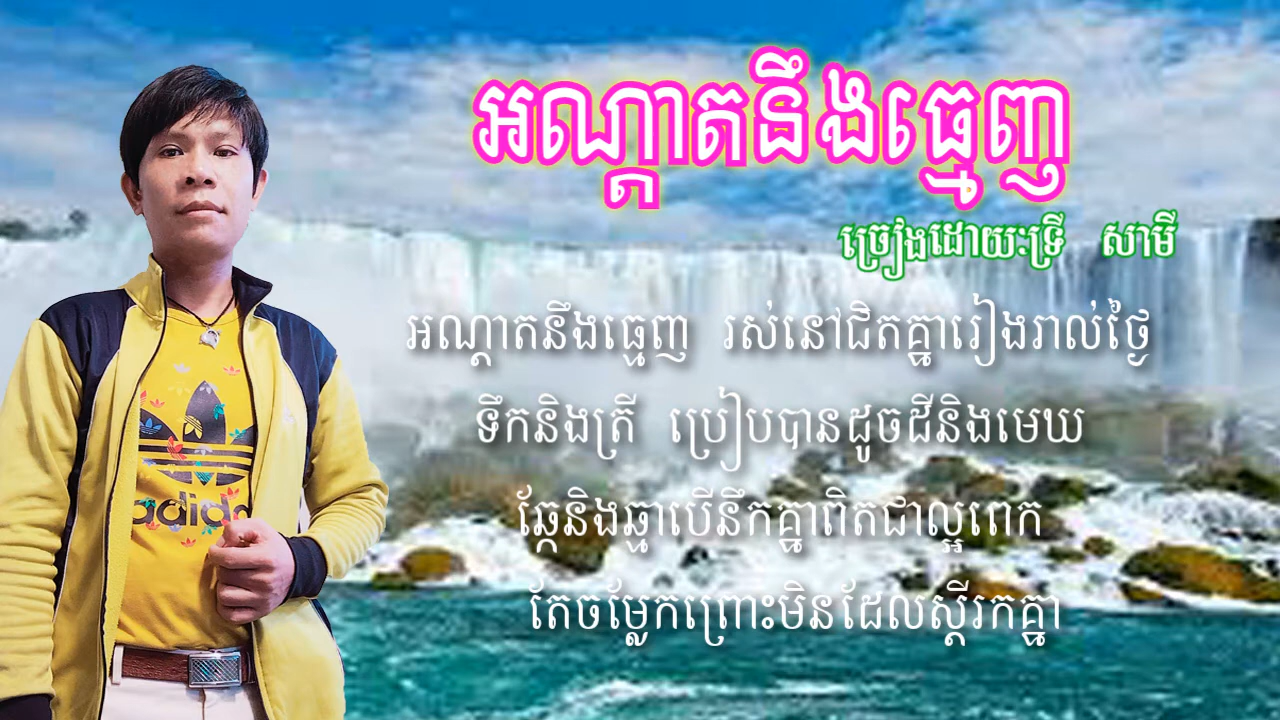 អណ្ដាតនឹងធ្មេញ
ច្រៀងដោយៈទ្រី សាមី
អណ្ដាតនឹងធ្មេញ រស់នៅជិតគ្នារៀងរាល់ថ្ងៃ
ទឹកនិងត្រី ប្រៀបបានដូចដីនិងមេឃ
ឆ្កែនិងឆ្មាបើនឹកគ្នាពិតជាល្អពេក
តែចម្លែកព្រោះមិនដែលស្ដីរកគ្នា
adidas